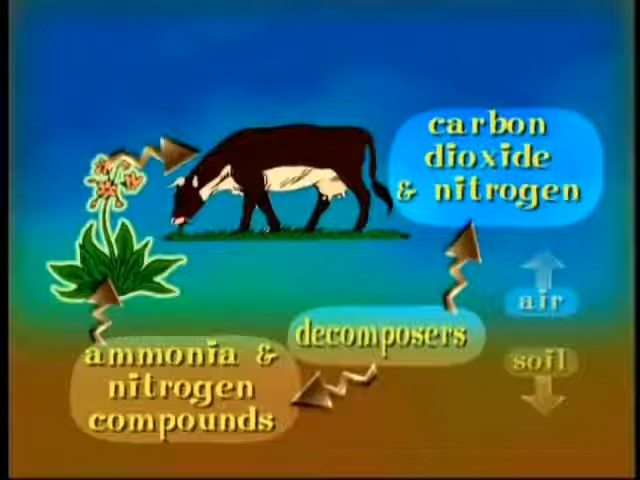 carbon
dioxide
& nitrogen
air
decomposers
soil
ammonia &
nitrogen
compounds